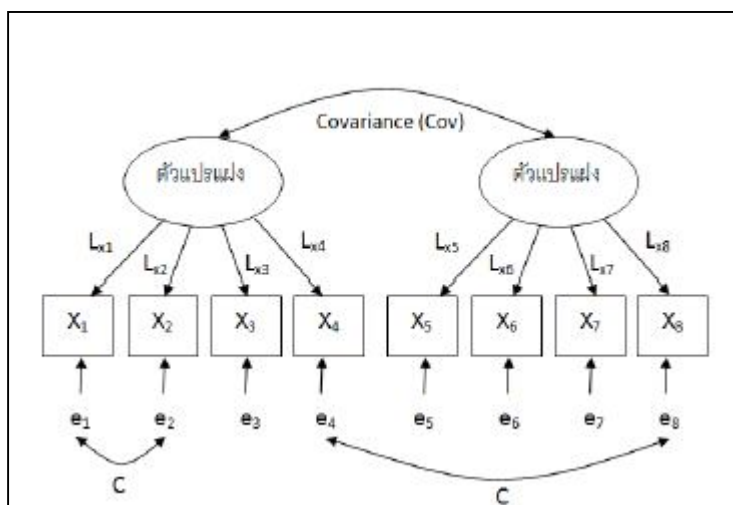 Covariance (Cov)
ตัวแปรแฝง ตัวแปรแฝง
Lx1 Lx2 Lx3 Lx4 Lx5 Lx6 Lx7 Lx8
X1 X2 X3 X4 X5 X6 X7 X8
e1 e2 e3 e4 e5 e6 e7 e8
C C